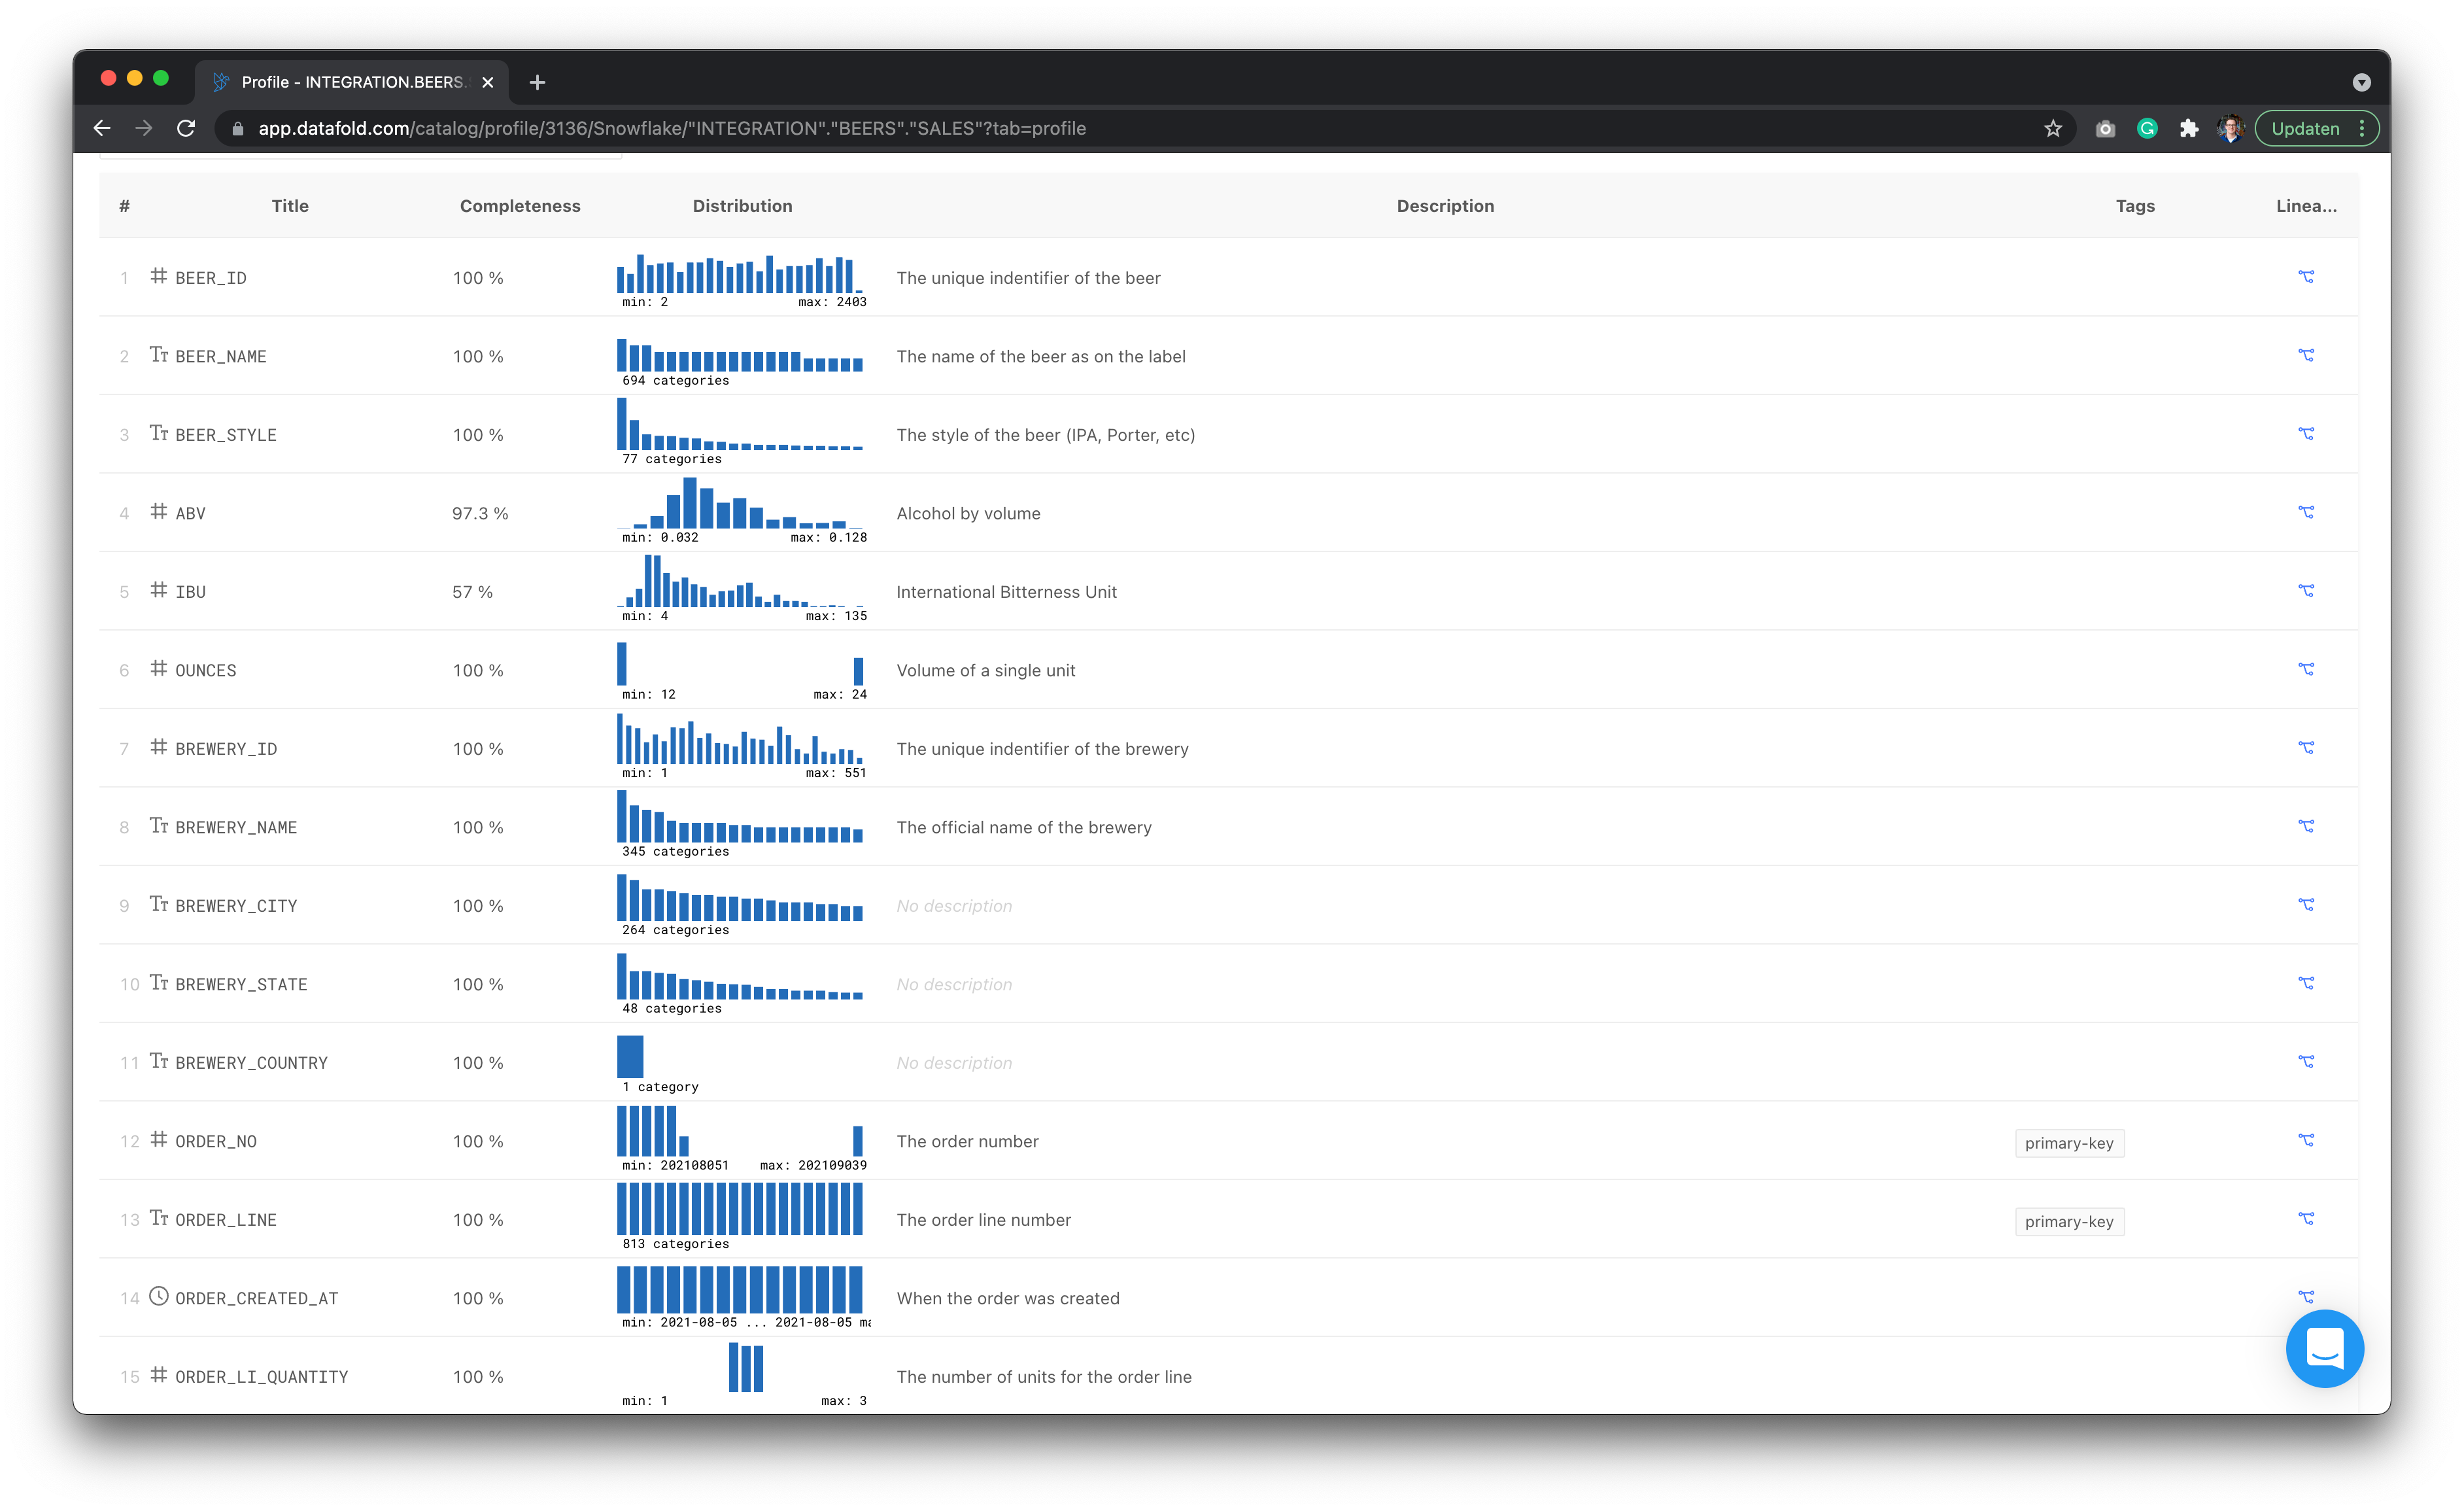 Profile - INTEGRATION.BEERS.
app.datafold.com/catalog/profile/3136/Snowflake/"INTEGRATION"."BEERS"."SALES"?tab=profile
Updaten
# Title Completeness Distribution Description Tags Linea...
1 BEER_ID 100 % The unique indentifier of the beer
min: 2 max: 2403
2 Tт BEER_NAME 100 % The name of the beer as on the label
694 categories
3 Tт BEER_STYLE 100 % The style of the beer (IPA, Porter, etc)
77 categories
4 ABV 97.3 % Alcohol by volume
min: 0.032 max: 0.128
5 IBU 57 % International Bitterness Unit
min: 4 max: 135
6 OUNCES 100 % Volume of a single unit
min: 12 max: 24
7 BREWERY_ID 100 % The unique indentifier of the brewery
min: 1 max: 551
8 Tт BREWERY_NAME 100 % The official name of the brewery
345 categories
9 Tт BREWERY_CITY 100 % No description
264 categories
10 Tт BREWERY_STATE 100 % No description
48 categories
11 Tт BREWERY_COUNTRY 100 % No description
1 category
12 ORDER_NO 100 % The order number primary-key
min: 202108051 max: 202109039
13 Tт ORDER_LINE 100 % The order line number primary-key
813 categories
14 ORDER_CREATED_AT 100 % When the order was created
min: 2021-08-05 ... 2021-08-05 ma
15 ORDER_LI_QUANTITY 100 % The number of units for the order line
min: 1 max: 3